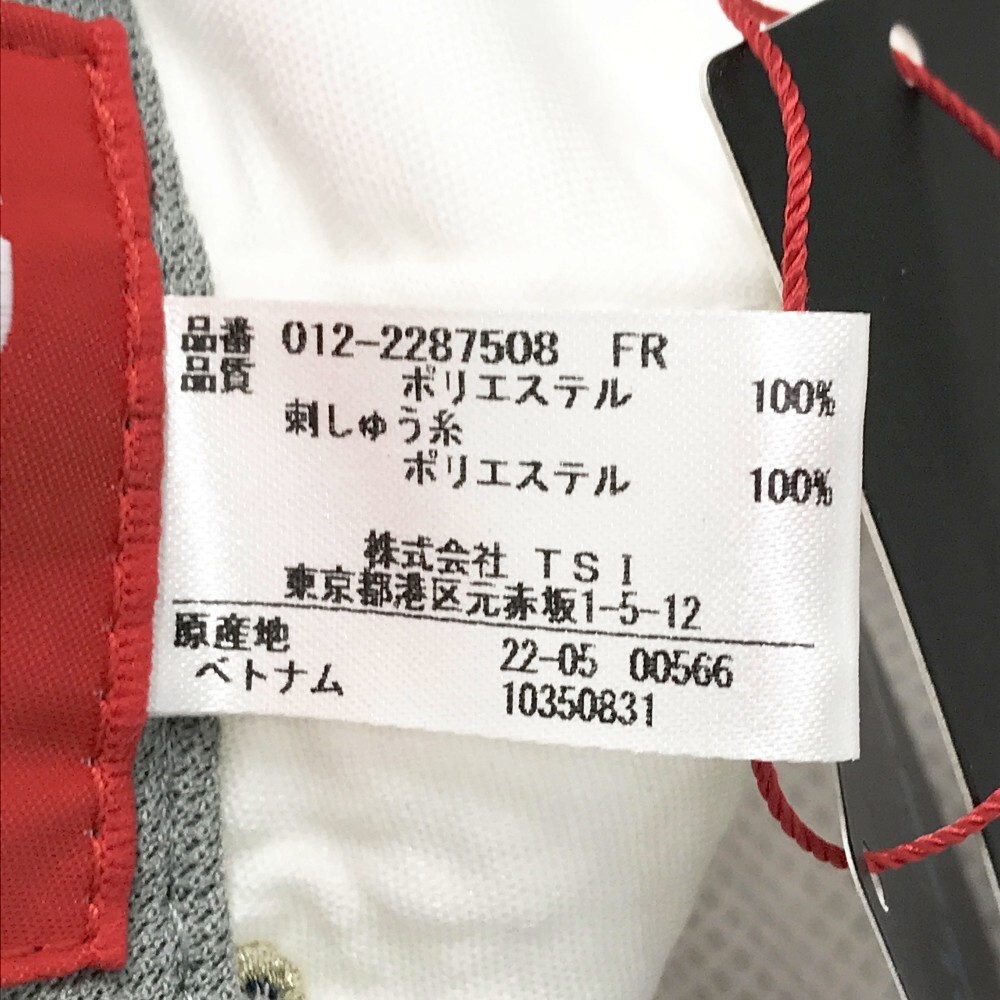 品番 012-2287508 FR
品質 ポリエステル 100%
刺しゅう糸
ポリエステル 100%
株式会社 TSI
東京都港区元赤坂1-5-12
原産地 22-05 00566
ベトナム 10350831